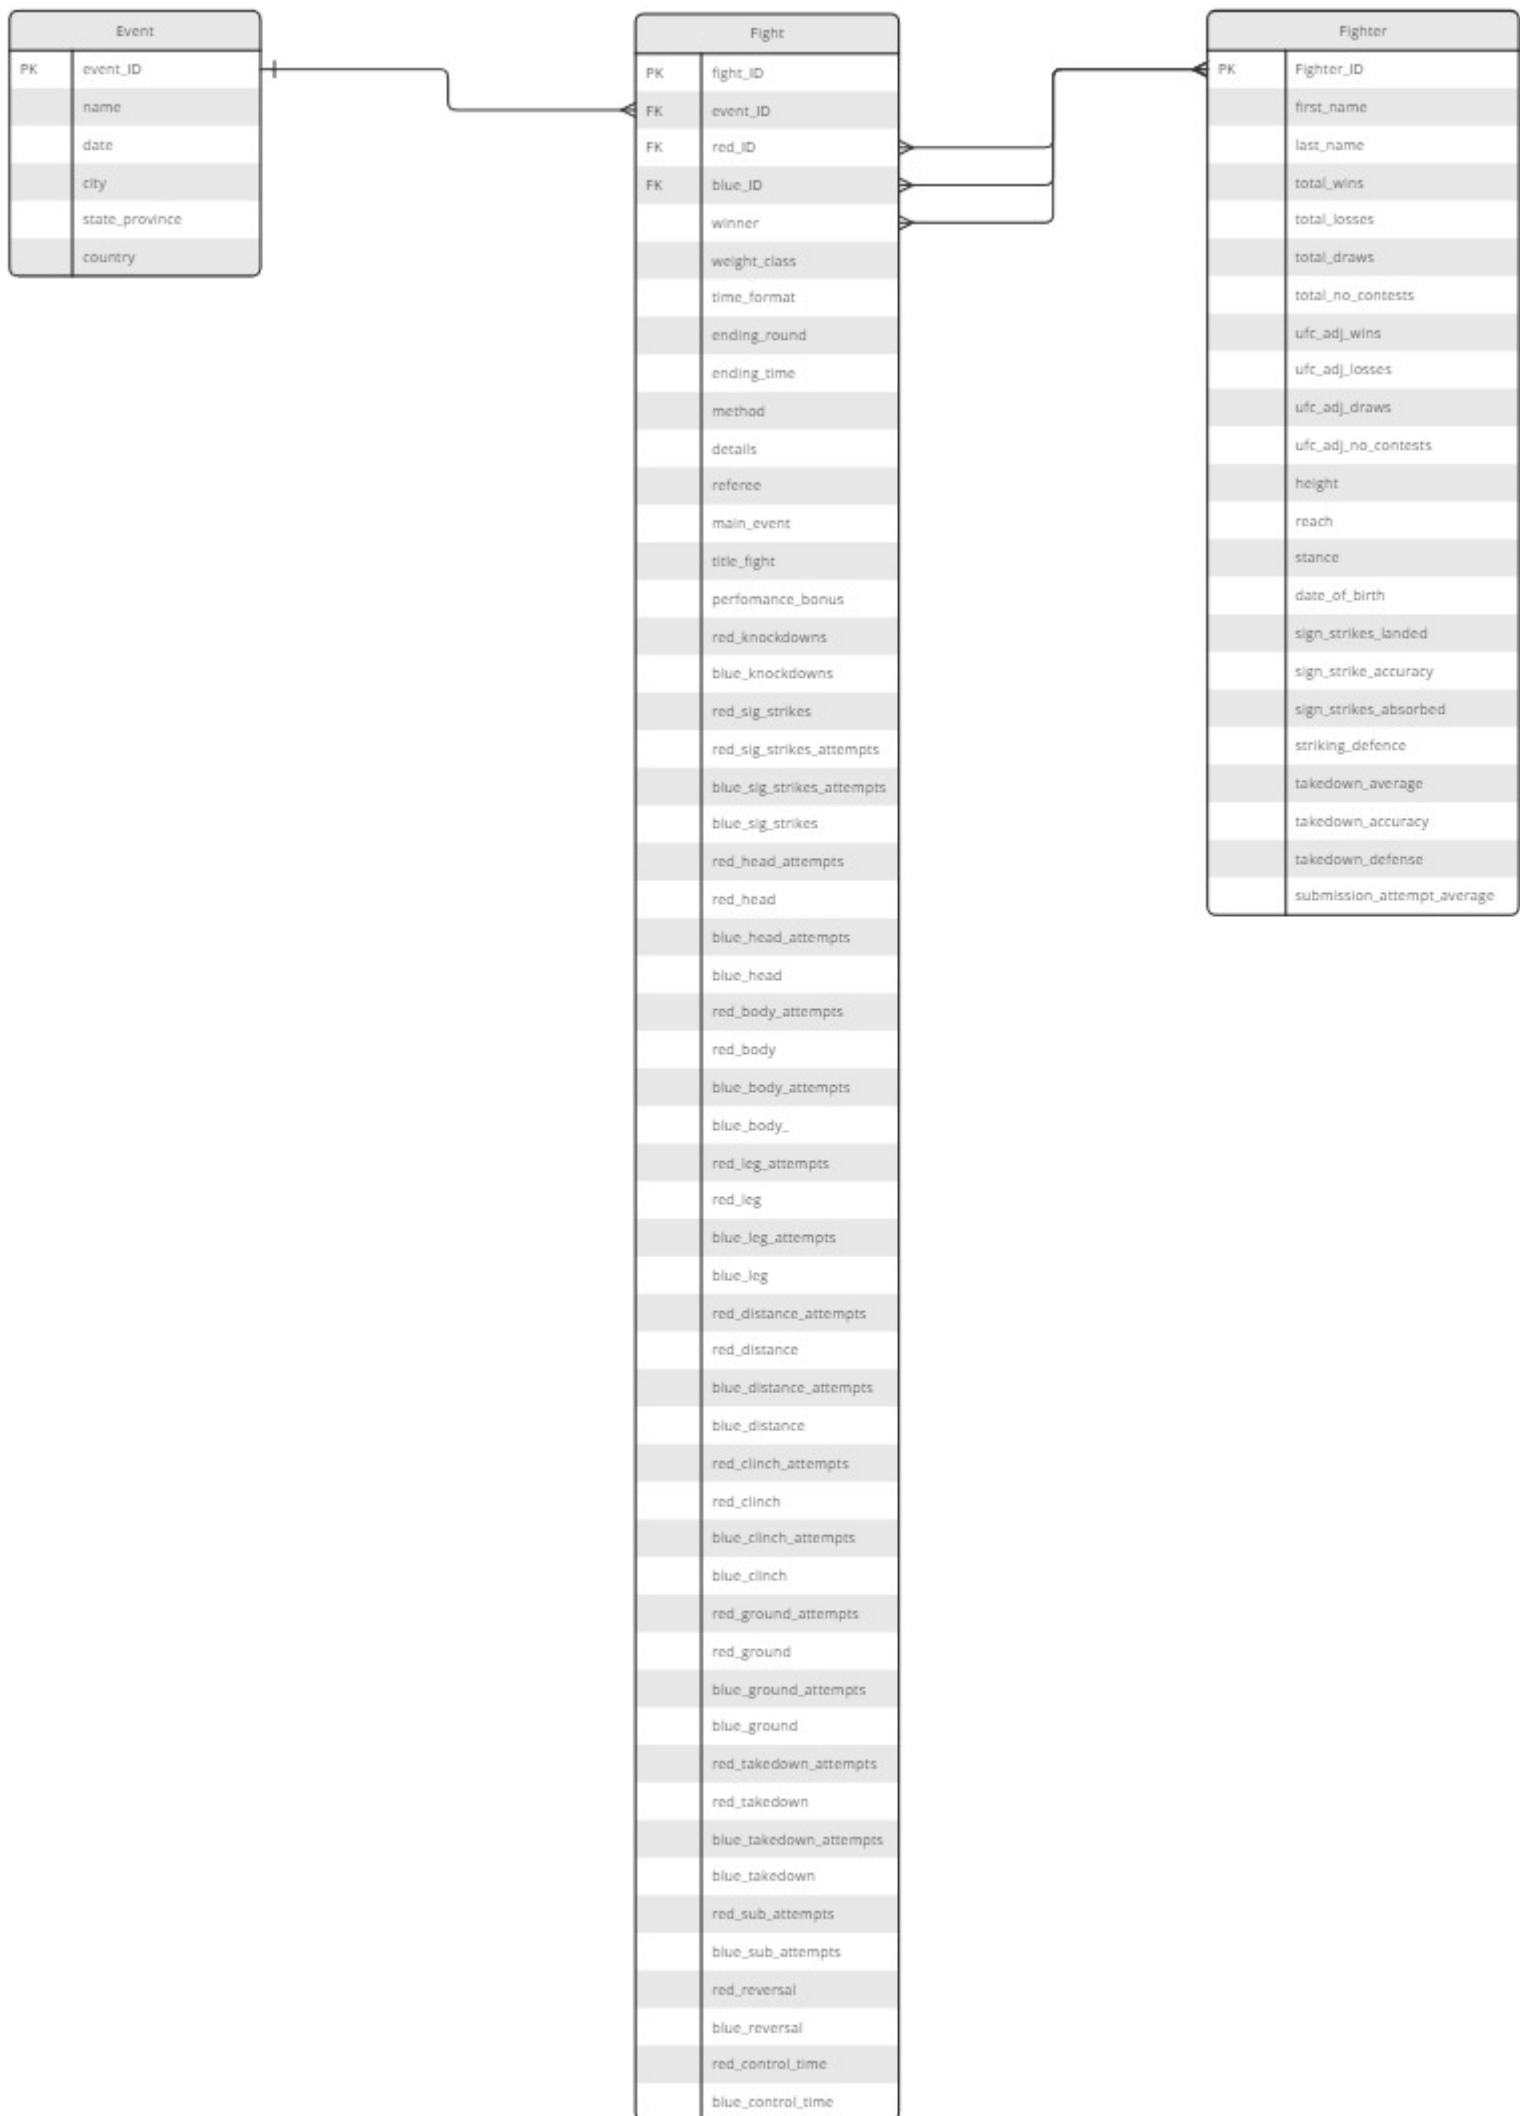 Event
PK event_ID
name
date
city
state_province
country
Fight
PK fight_ID
FK event_ID
FK red_ID
FK blue_ID
winner
weight_class
time_format
ending_round
ending_time
method
details
referee
main_event
title_fight
perfomance_bonus
red_knockdowns
blue_knockdowns
red_sig_strikes
red_sig_strikes_attempts
blue_sig_strikes_attempts
blue_sig_strikes
red_head_attempts
red_head
blue_head_attempts
blue_head
red_body_attempts
red_body
blue_body_attempts
blue_body_
red_leg_attempts
red_leg
blue_leg_attempts
blue_leg
red_distance_attempts
red_distance
blue_distance_attempts
blue_distance
red_clinch_attempts
red_clinch
blue_clinch_attempts
blue_clinch
red_ground_attempts
red_ground
blue_ground_attempts
blue_ground
red_takedown_attempts
red_takedown
blue_takedown_attempts
blue_takedown
red_sub_attempts
blue_sub_attempts
red_reversal
blue_reversal
red_control_time
blue_control_time
Fighter
PK Fighter_ID
first_name
last_name
total_wins
total_losses
total_draws
total_no_contests
ufc_adj_wins
ufc_adj_losses
ufc_adj_draws
ufc_adj_no_contests
height
reach
stance
date_of_birth
sign_strikes_landed
sign_strike_accuracy
sign_strikes_absorbed
striking_defence
takedown_average
takedown_accuracy
takedown_defense
submission_attempt_average